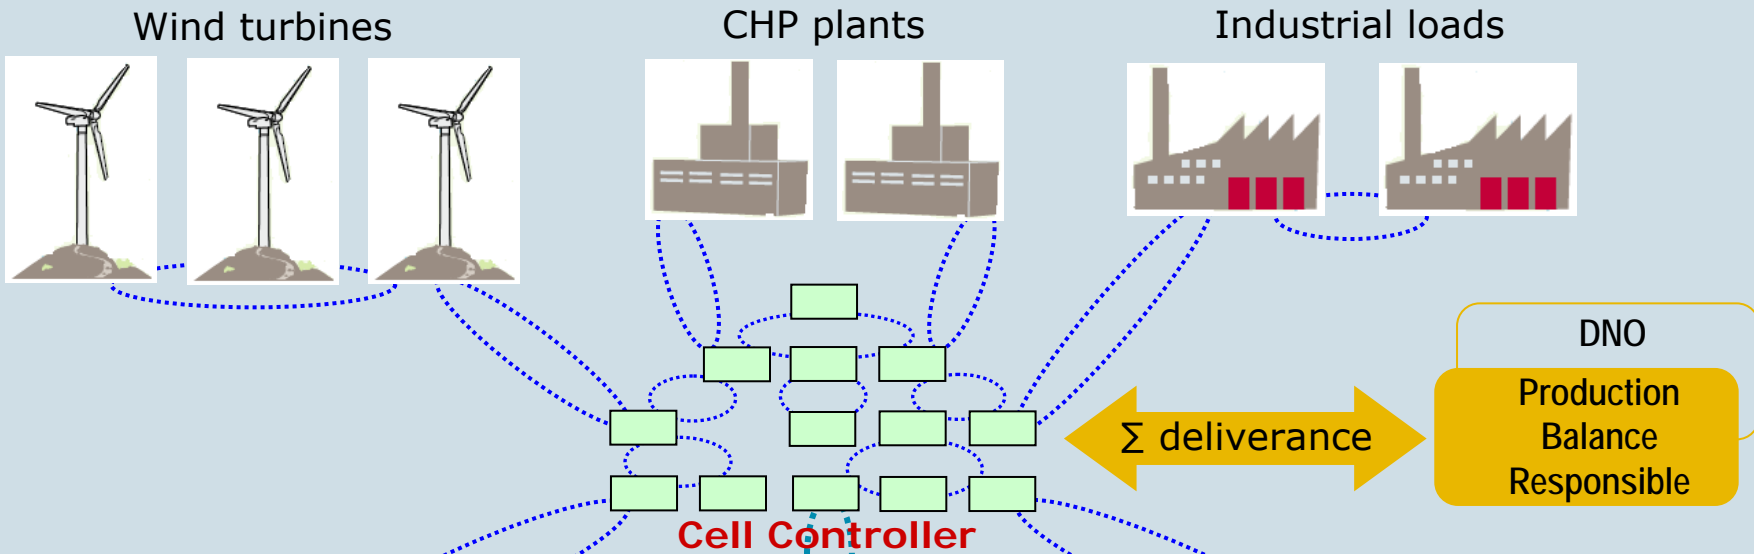 Wind turbines
CHP plants
Industrial loads
DNO
Production
Balance
Responsible
∑ deliverance
Cell Controller